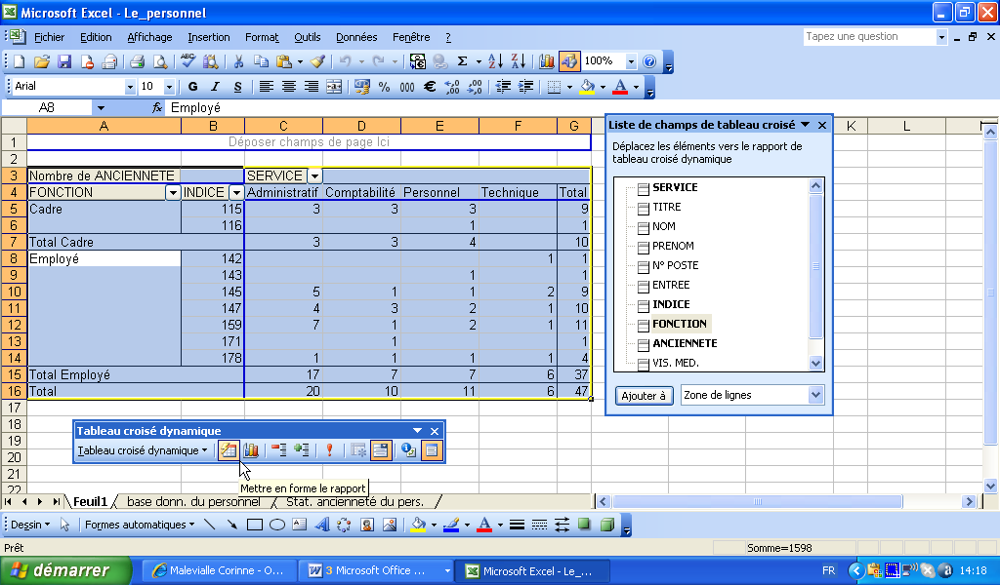 Microsoft Excel - Le_personnel
Fichier Edition Affichage Insertion Format Outils Données Fenêtre ?
Tapez une question
Σ A Z Z A 100% ?
Arial 10 G I S % 000 € A
A8 fx Employé
A B C D E F G K L
1 Déposer champs de page Ici
2
3 Nombre de ANCIENNETE SERVICE
4 FONCTION INDICE Administratif Comptabilité Personnel Technique Total
5 Cadre 115 3 3 3 9
6 116 1 1
7 Total Cadre 3 3 4 10
8 Employé 142 1 1
9 143 1 1
10 145 5 1 1 2 9
11 147 4 3 2 1 10
12 159 7 1 2 1 11
13 171 1 1
14 178 1 1 1 1 4
15 Total Employé 17 7 7 6 37
16 Total 20 10 11 6 47
17
18
19
20
21
22
Liste de champs de tableau croisé
Déplacez les éléments vers le rapport de
tableau croisé dynamique
SERVICE
TITRE
NOM
PRENOM
N° POSTE
ENTREE
INDICE
FONCTION
ANCIENNETE
VIS. MED.
Ajouter à Zone de lignes
Tableau croisé dynamique
Tableau croisé dynamique
Mettre en forme le rapport
Feuil1 base donn. du personnel Stat. ancienneté du pers.
Dessin Formes automatiques A
Prêt Somme=1598
démarrer Malevialle Corinne - O... 3 Microsoft Office ... Microsoft Excel - Le_... FR 14:18